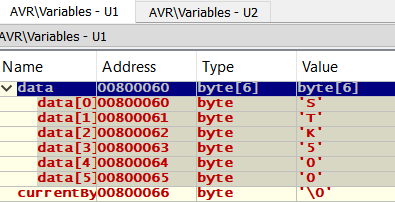 AVR\Variables - U1 AVR\Variables - U2
AVR\Variables - U1
Name Address Type Value
data 00800060 byte[6] byte[6]
data[0] 00800060 byte 'S'
data[1] 00800061 byte 'T'
data[2] 00800062 byte 'K'
data[3] 00800063 byte '5'
data[4] 00800064 byte '0'
data[5] 00800065 byte '0'
currentBy 00800066 byte '\0'